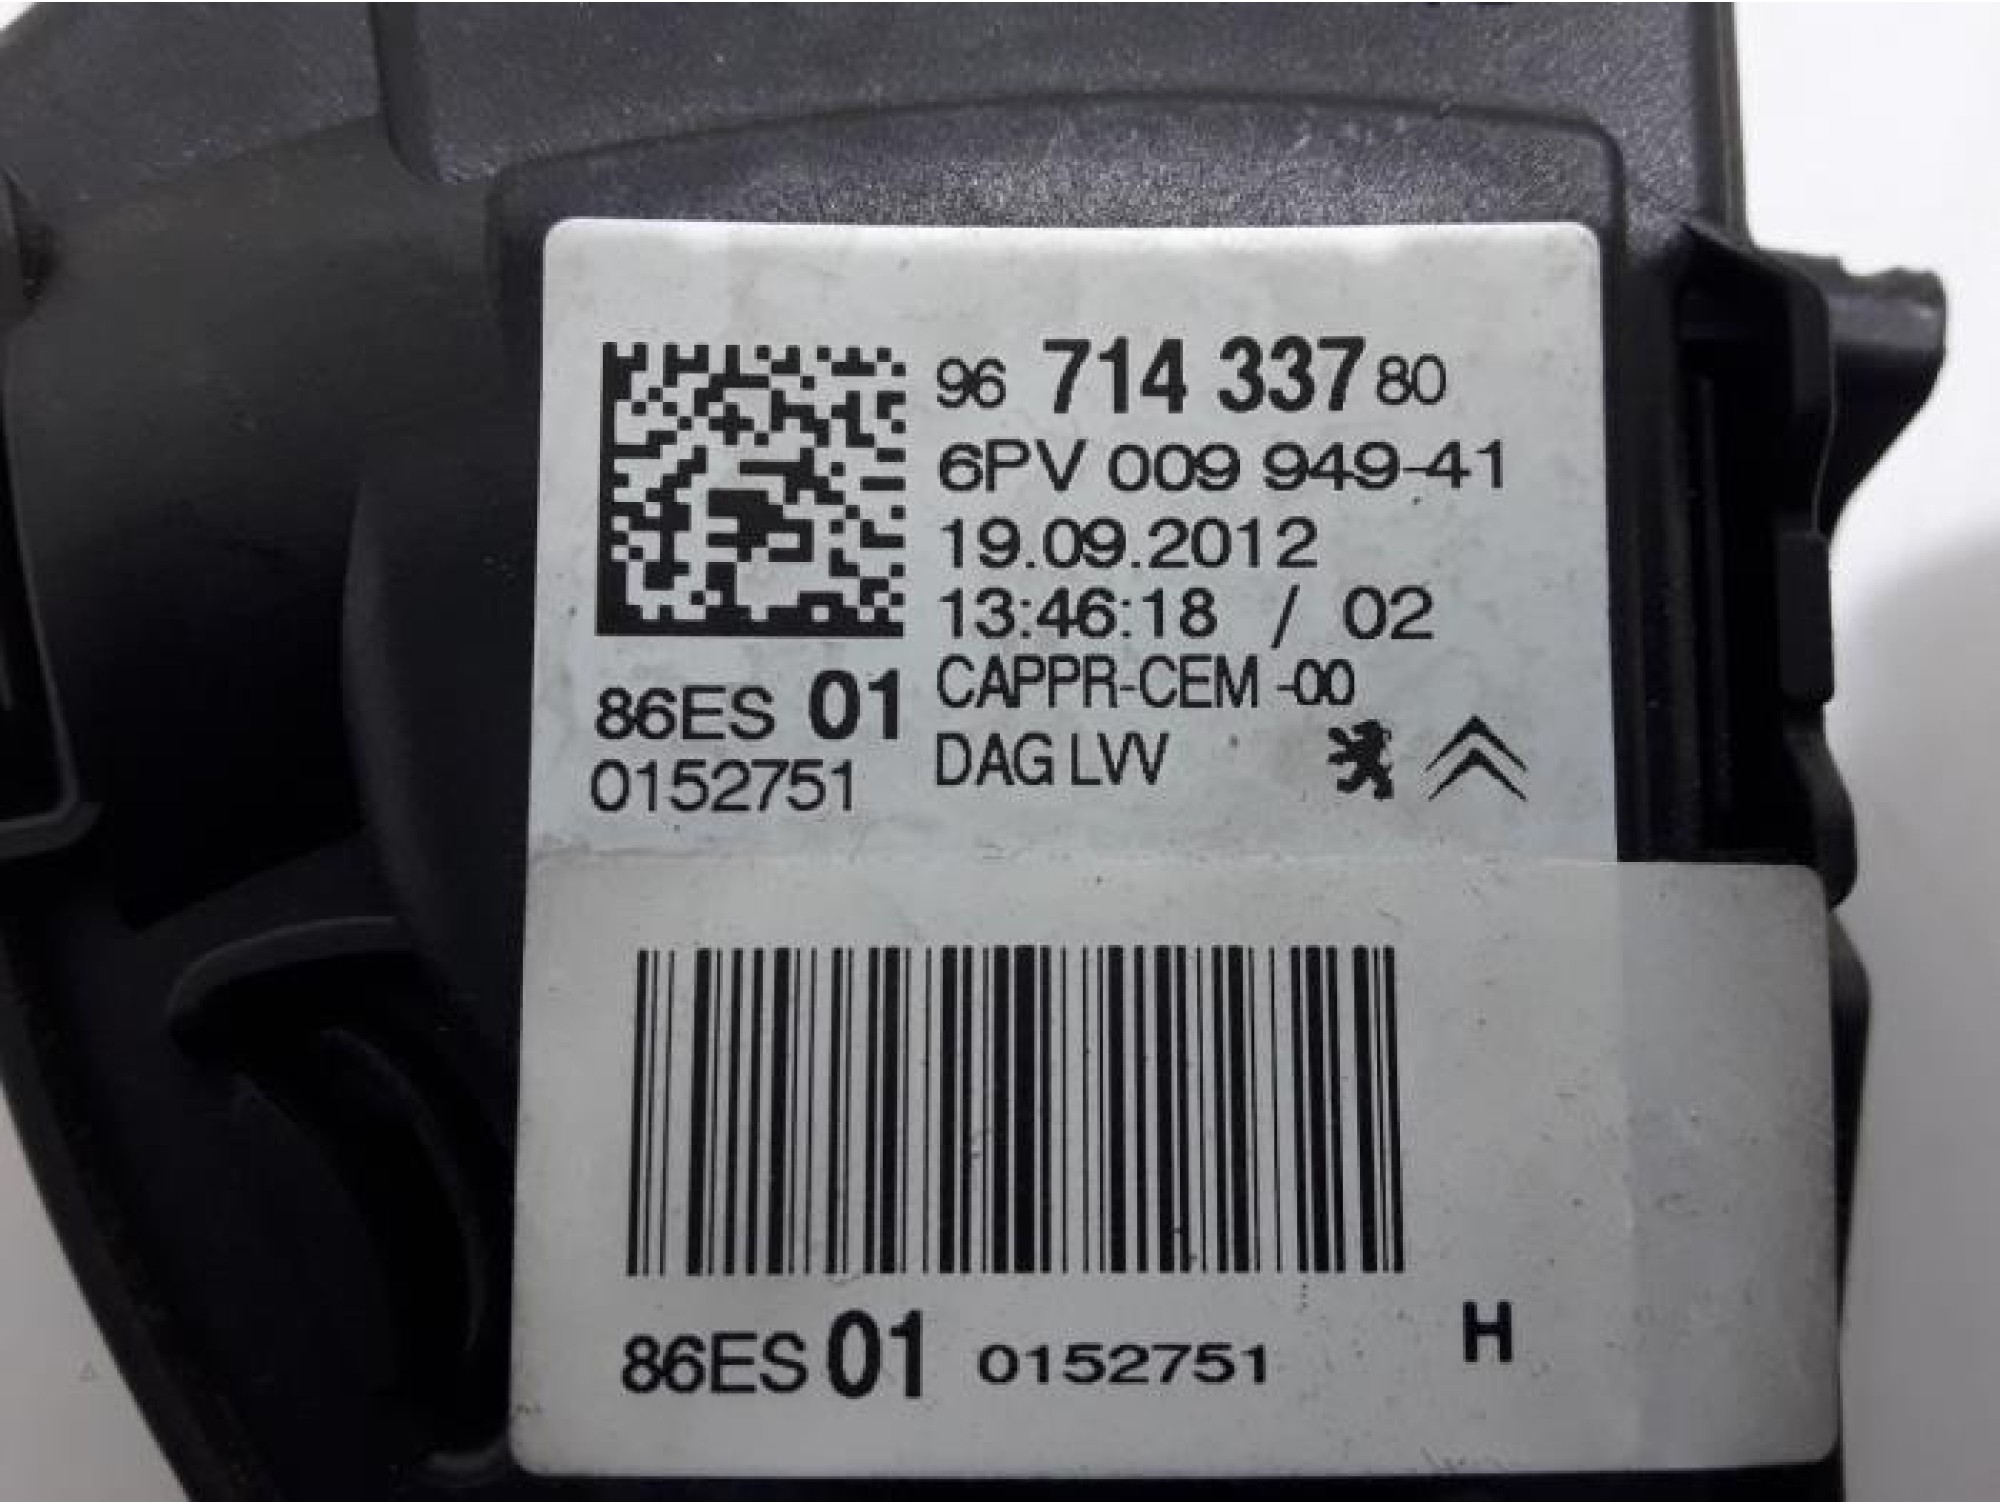 96 714 337 80
6PV 009 949-41
19.09.2012
13:46:18 / 02
CAPPR-CEM -00
DAG LVV
86ES 01
0152751
86ES 01 0152751
H